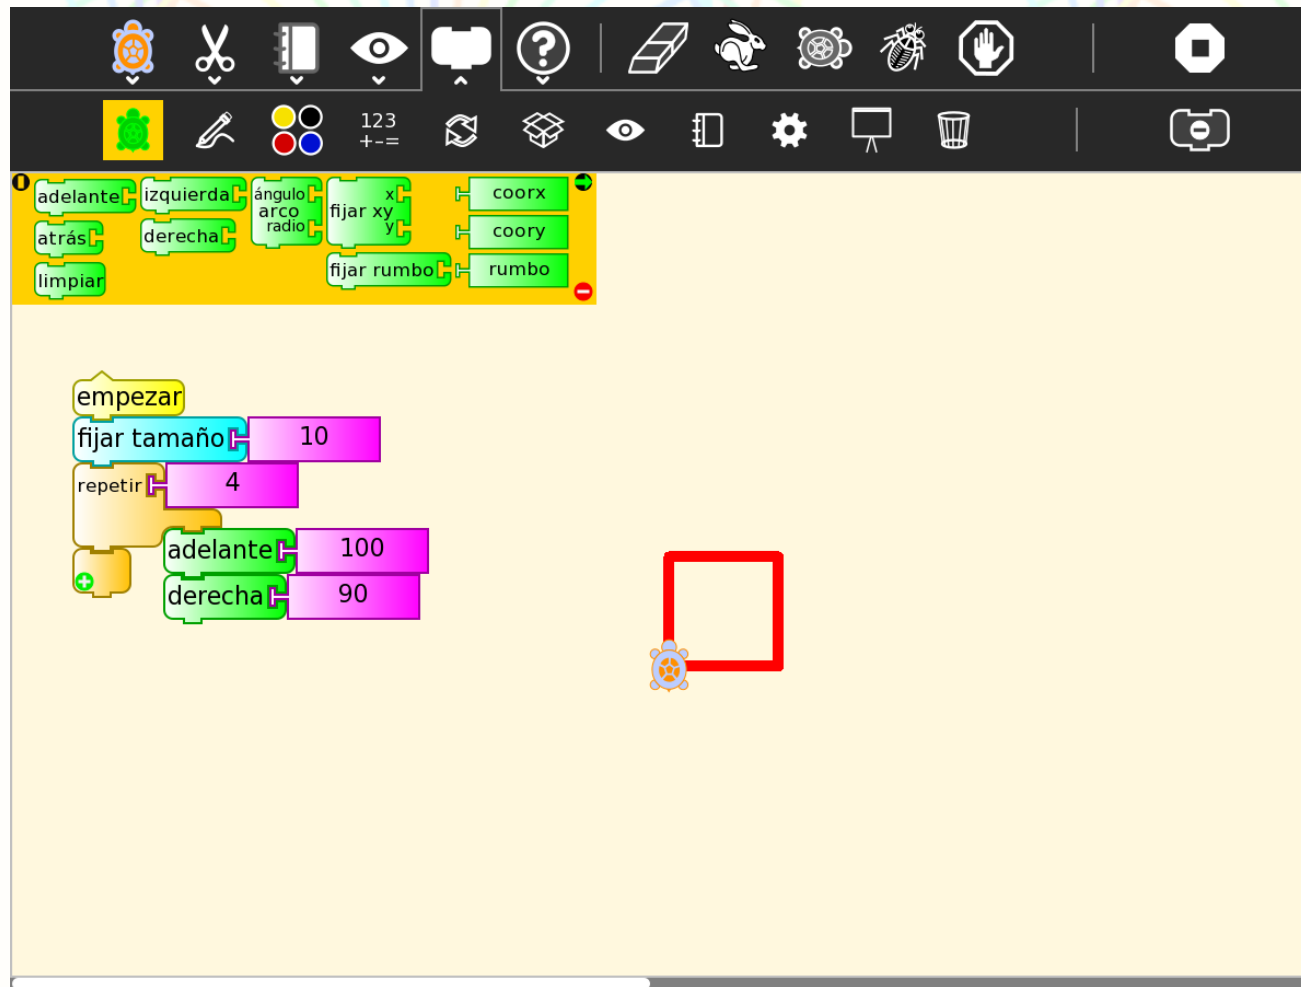 ?
123
+-=
adelante izquierda ángulo x coorx
arco fijar xy
atrás derecha radio y coory
limpiar fijar rumbo rumbo
empezar
fijar tamaño 10
repetir 4
adelante 100
derecha 90